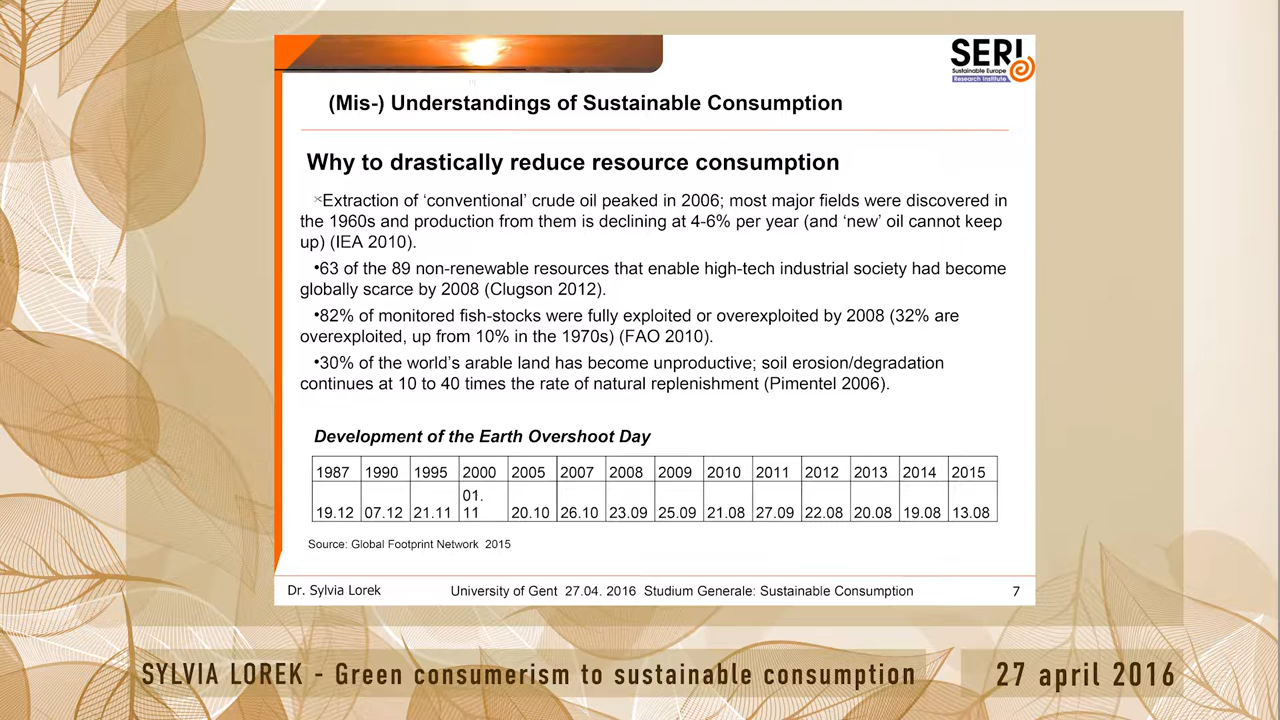 SERI
Sustainable Europe
Research Institute
(Mis-) Understandings of Sustainable Consumption
Why to drastically reduce resource consumption
Extraction of ‘conventional’ crude oil peaked in 2006; most major fields were discovered in
the 1960s and production from them is declining at 4-6% per year (and ‘new’ oil cannot keep
up) (IEA 2010).
•63 of the 89 non-renewable resources that enable high-tech industrial society had become
globally scarce by 2008 (Clugson 2012).
•82% of monitored fish-stocks were fully exploited or overexploited by 2008 (32% are
overexploited, up from 10% in the 1970s) (FAO 2010).
•30% of the world’s arable land has become unproductive; soil erosion/degradation
continues at 10 to 40 times the rate of natural replenishment (Pimentel 2006).
Development of the Earth Overshoot Day
1987 1990 1995 2000 2005 2007 2008 2009 2010 2011 2012 2013 2014 2015
19.12 07.12 21.11 01. 11 20.10 26.10 23.09 25.09 21.08 27.09 22.08 20.08 19.08 13.08
Source: Global Footprint Network 2015
Dr. Sylvia Lorek University of Gent 27.04. 2016 Studium Generale: Sustainable Consumption 7
SYLVIA LOREK - Green consumerism to sustainable consumption 27 april 2016